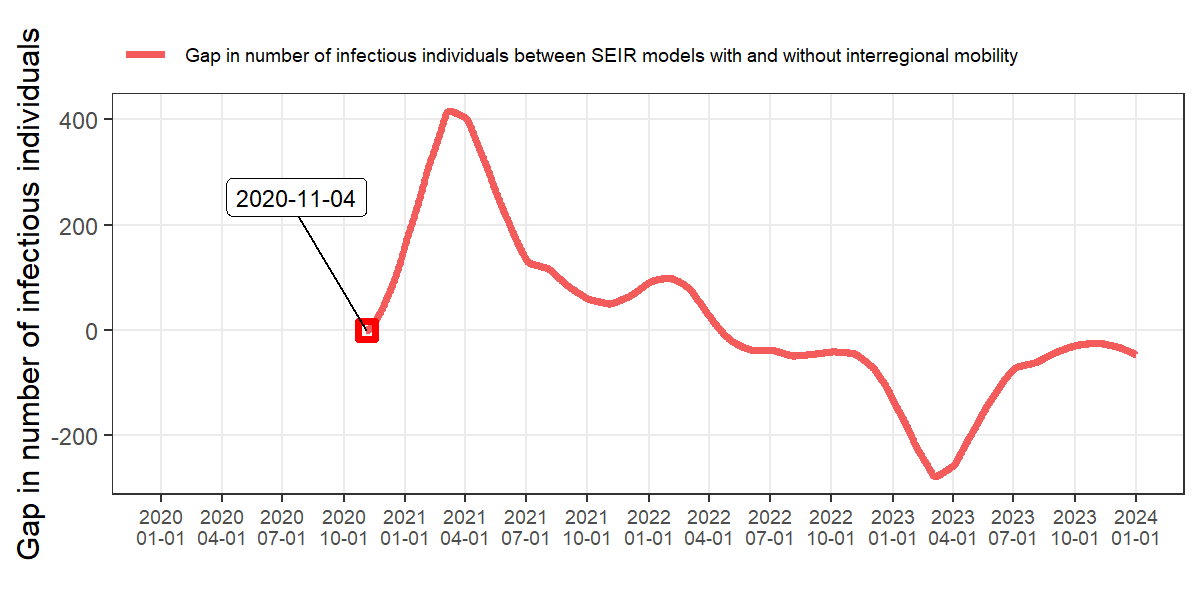 Gap in number of infectious individuals between SEIR models with and without interregional mobility
Gap in number of infectious individuals
400
200
0
-200
2020-11-04
2020 2020 2020 2020 2021 2021 2021 2021 2022 2022 2022 2022 2023 2023 2023 2023 2024
01-01 04-01 07-01 10-01 01-01 04-01 07-01 10-01 01-01 04-01 07-01 10-01 01-01 04-01 07-01 10-01 01-01